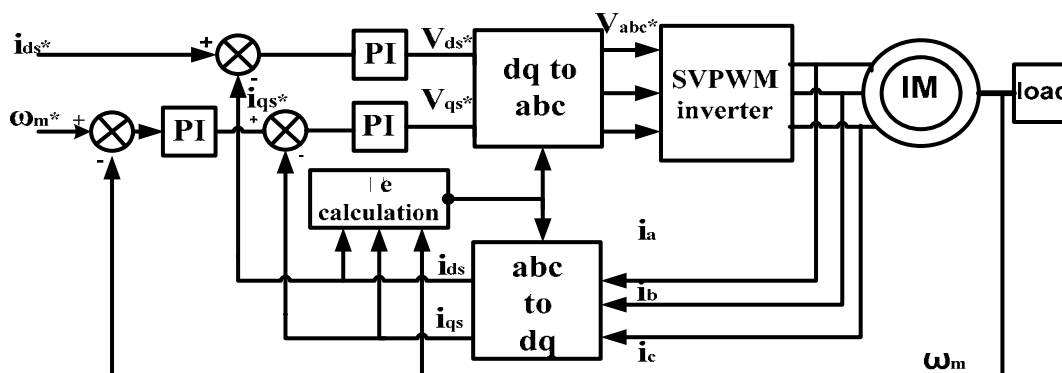 ids*
+
-
PI
Vds*
dq to
abc
Vabc*
SVPWM
inverter
IM
load
iqs*
ωm*
+
-
PI
+
-
PI
Vqs*
e
calculation
ids
iqs
abc
to
dq
ia
ib
ic
ωm